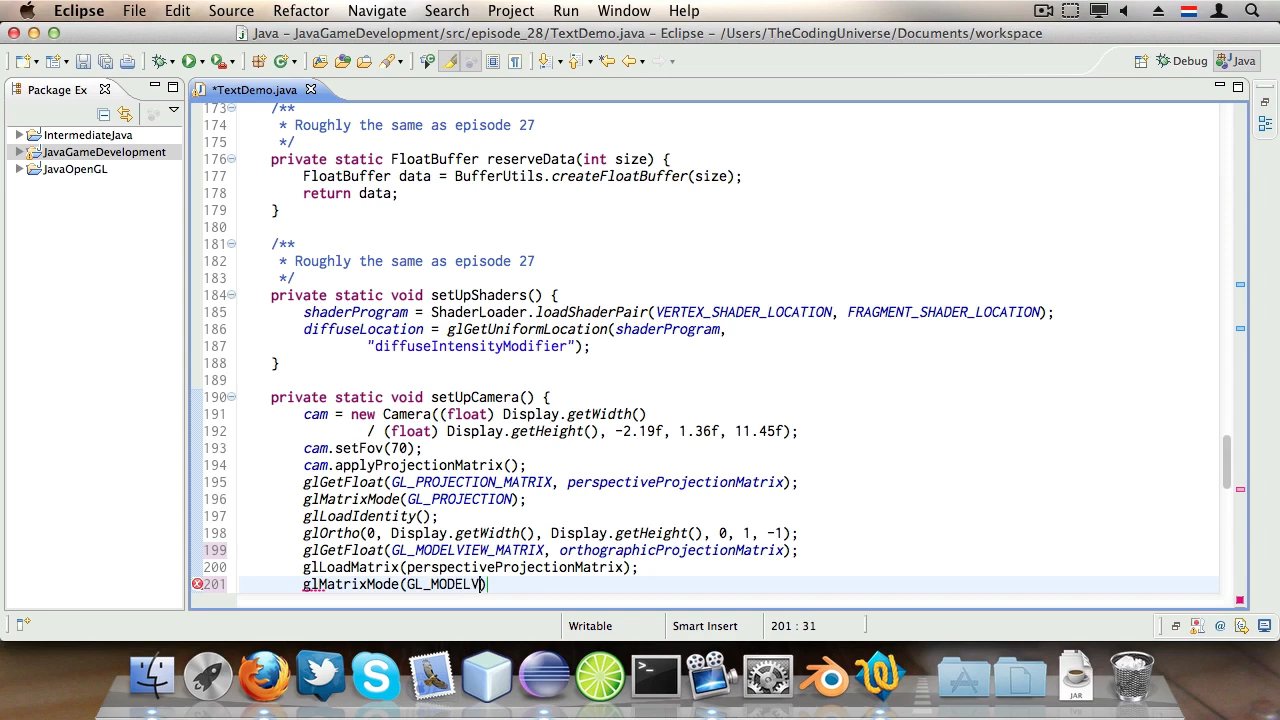 Eclipse File Edit Source Refactor Navigate Search Project Run Window Help
Java – JavaGameDevelopment/src/episode_28/TextDemo.java – Eclipse – /Users/TheCodingUniverse/Documents/workspace
Debug Java
Package Ex
*TextDemo.java
IntermediateJava
JavaGameDevelopment
JavaOpenGL
173 /**
174 * Roughly the same as episode 27
175 */
176 private static FloatBuffer reserveData(int size) {
177 FloatBuffer data = BufferUtils.createFloatBuffer(size);
178 return data;
179 }
180
181 /**
182 * Roughly the same as episode 27
183 */
184 private static void setUpShaders() {
185 shaderProgram = ShaderLoader.loadShaderPair(VERTEX_SHADER_LOCATION, FRAGMENT_SHADER_LOCATION);
186 diffuseLocation = glGetUniformLocation(shaderProgram,
187 "diffuseIntensityModifier");
188 }
189
190 private static void setUpCamera() {
191 cam = new Camera((float) Display.getWidth()
192 / (float) Display.getHeight(), -2.19f, 1.36f, 11.45f);
193 cam.setFov(70);
194 cam.applyProjectionMatrix();
195 glGetFloat(GL_PROJECTION_MATRIX, perspectiveProjectionMatrix);
196 glMatrixMode(GL_PROJECTION);
197 glLoadIdentity();
198 glOrtho(0, Display.getWidth(), Display.getHeight(), 0, 1, -1);
199 glGetFloat(GL_MODELVIEW_MATRIX, orthographicProjectionMatrix);
200 glLoadMatrix(perspectiveProjectionMatrix);
201 glMatrixMode(GL_MODELV)
Writable Smart Insert 201 : 31
JAR